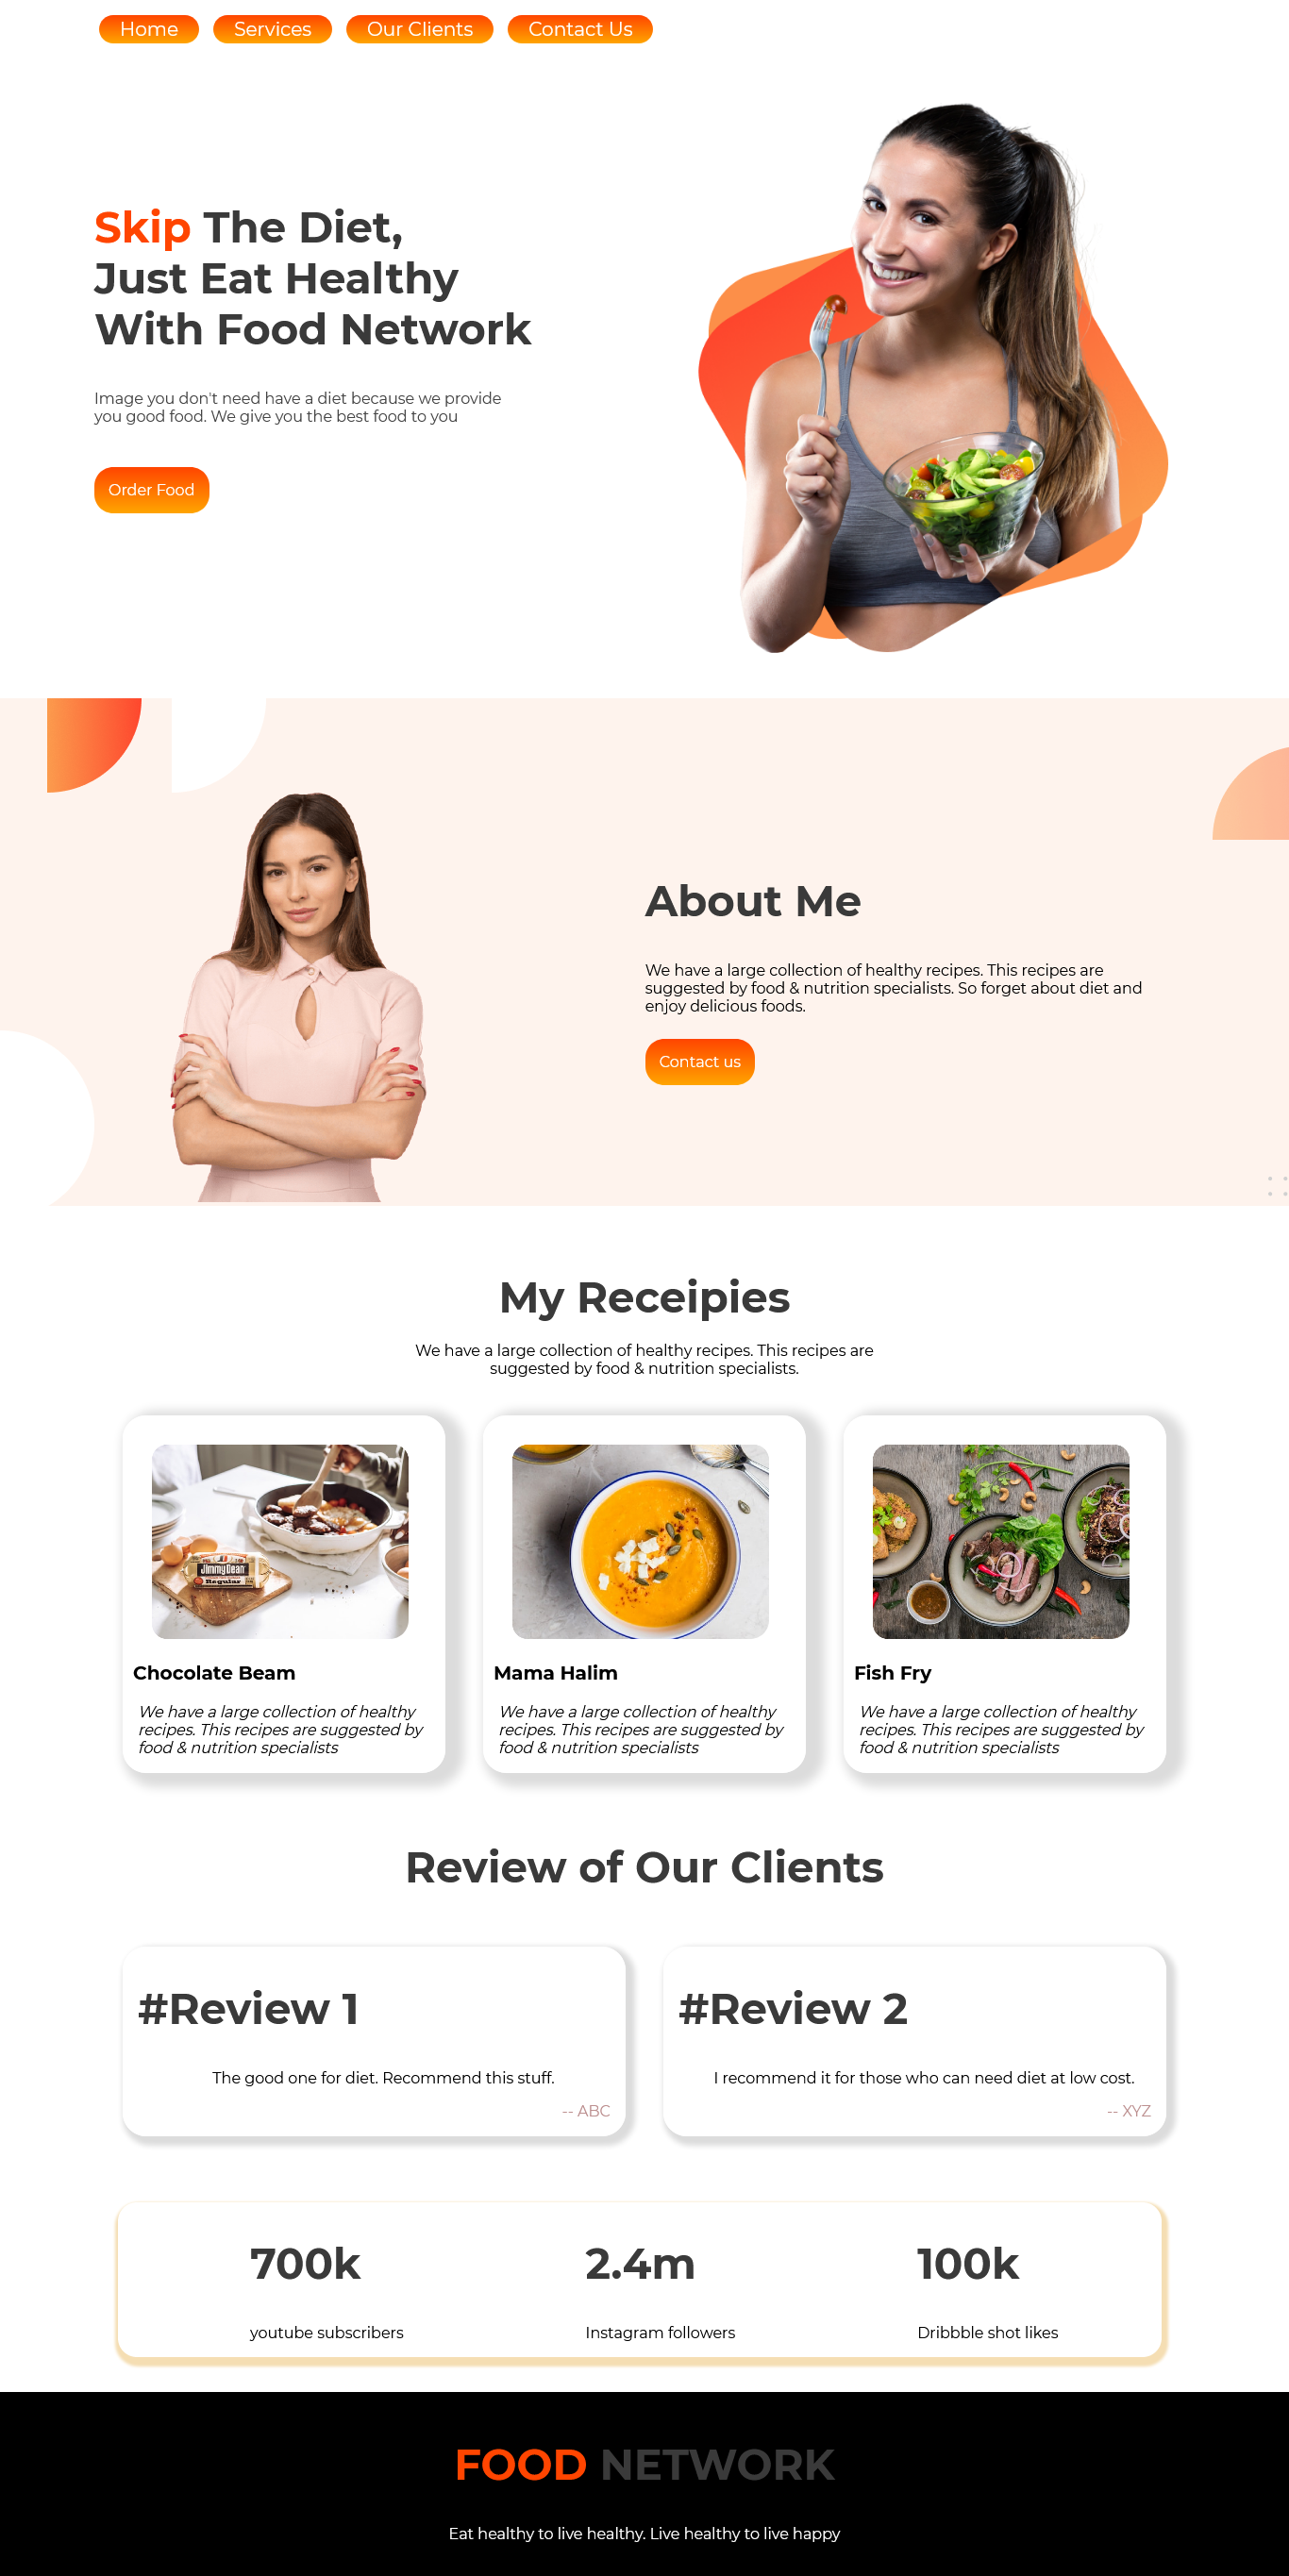 Home Services Our Clients Contact Us
Skip The Diet,
Just Eat Healthy
With Food Network
Image you don't need have a diet because we provide
you good food. We give you the best food to you
Order Food
About Me
We have a large collection of healthy recipes. This recipes are
suggested by food & nutrition specialists. So forget about diet and
enjoy delicious foods.
Contact us
My Receipies
We have a large collection of healthy recipes. This recipes are
suggested by food & nutrition specialists.
Jimmy Dean
Regular
Chocolate Beam
We have a large collection of healthy
recipes. This recipes are suggested by
food & nutrition specialists
Mama Halim
We have a large collection of healthy
recipes. This recipes are suggested by
food & nutrition specialists
Fish Fry
We have a large collection of healthy
recipes. This recipes are suggested by
food & nutrition specialists
Review of Our Clients
#Review 1
The good one for diet. Recommend this stuff.
-- ABC
#Review 2
I recommend it for those who can need diet at low cost.
-- XYZ
700k
youtube subscribers
2.4m
Instagram followers
100k
Dribbble shot likes
FOOD NETWORK
Eat healthy to live healthy. Live healthy to live happy